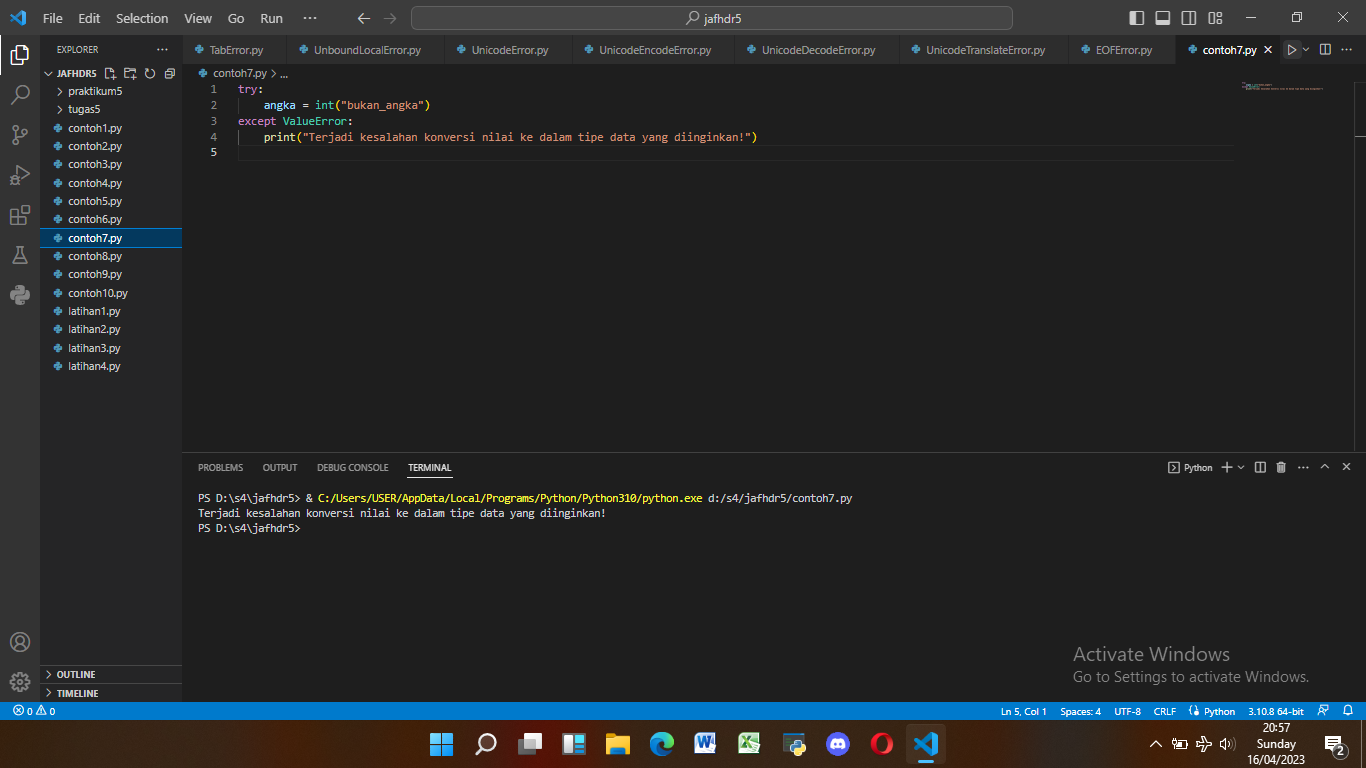 File Edit Selection View Go Run ··· jafhdr5
EXPLORER ···
TabError.py UnboundLocalError.py UnicodeError.py UnicodeEncodeError.py UnicodeDecodeError.py UnicodeTranslateError.py EOFError.py contoh7.py
JAFHDR5
praktikum5
tugas5
contoh1.py
contoh2.py
contoh3.py
contoh4.py
contoh5.py
contoh6.py
contoh7.py
contoh8.py
contoh9.py
contoh10.py
latihan1.py
latihan2.py
latihan3.py
latihan4.py
OUTLINE
TIMELINE
contoh7.py > ...
1 try:
2 angka = int("bukan_angka")
3 except ValueError:
4 print("Terjadi kesalahan konversi nilai ke dalam tipe data yang diinginkan!")
5
PROBLEMS OUTPUT DEBUG CONSOLE TERMINAL Python
PS D:\s4\jafhdr5> & C:/Users/USER/AppData/Local/Programs/Python/Python310/python.exe d:/s4/jafhdr5/contoh7.py
Terjadi kesalahan konversi nilai ke dalam tipe data yang diinginkan!
PS D:\s4\jafhdr5>
Activate Windows
Go to Settings to activate Windows.
0 0 Ln 5, Col 1 Spaces: 4 UTF-8 CRLF Python 3.10.8 64-bit
20:57
Sunday
16/04/2023
2